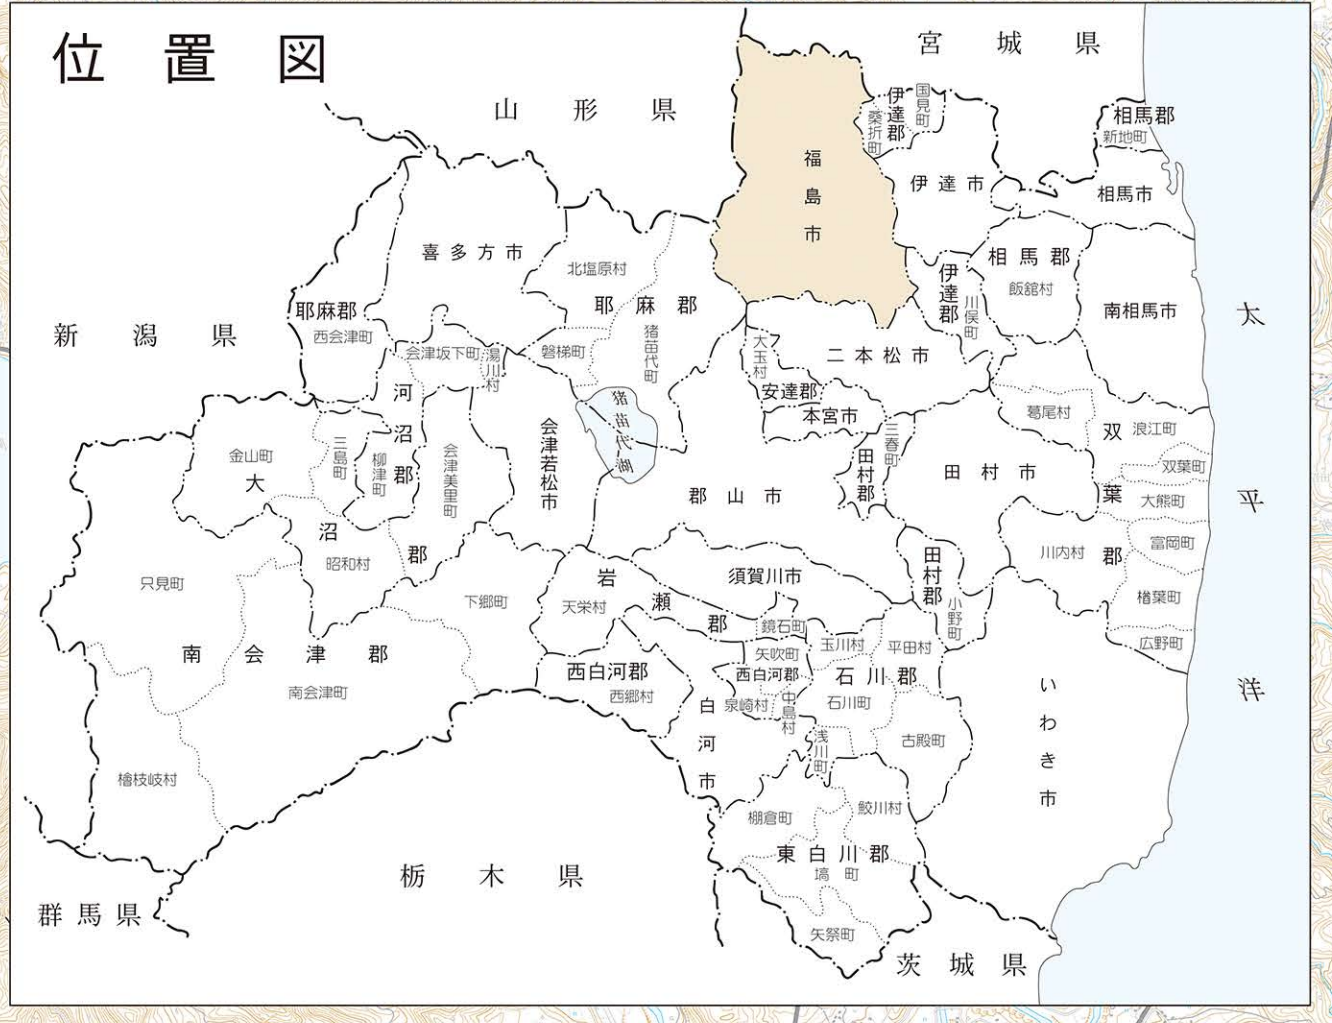 位置図
山形県
宮城県
新潟県
群馬県
栃木県
茨城県
太平洋
福島市
伊達郡
桑折町
国見町
伊達市
相馬郡
新地町
相馬市
喜多方市
北塩原村
耶麻郡
猪苗代町
磐梯町
猪苗代湖
耶麻郡
西会津町
会津坂下町
湯川村
河沼郡
柳津町
伊達郡
川俣町
相馬郡
飯舘村
南相馬市
二本松市
大玉村
安達郡
本宮市
三春町
田村郡
田村市
葛尾村
双葉郡
浪江町
双葉町
大熊町
富岡町
川内村
楢葉町
広野町
金山町
大沼郡
三島町
昭和村
会津美里町
会津若松市
郡山市
只見町
南会津郡
下郷町
南会津町
檜枝岐村
岩瀬郡
天栄村
須賀川市
鏡石町
田村郡
小野町
西白河郡
西郷村
矢吹町
西白河郡
泉崎村
中島村
白河市
玉川村
平田村
石川郡
石川町
浅川町
古殿町
いわき市
棚倉町
鮫川村
東白川郡
塙町
矢祭町